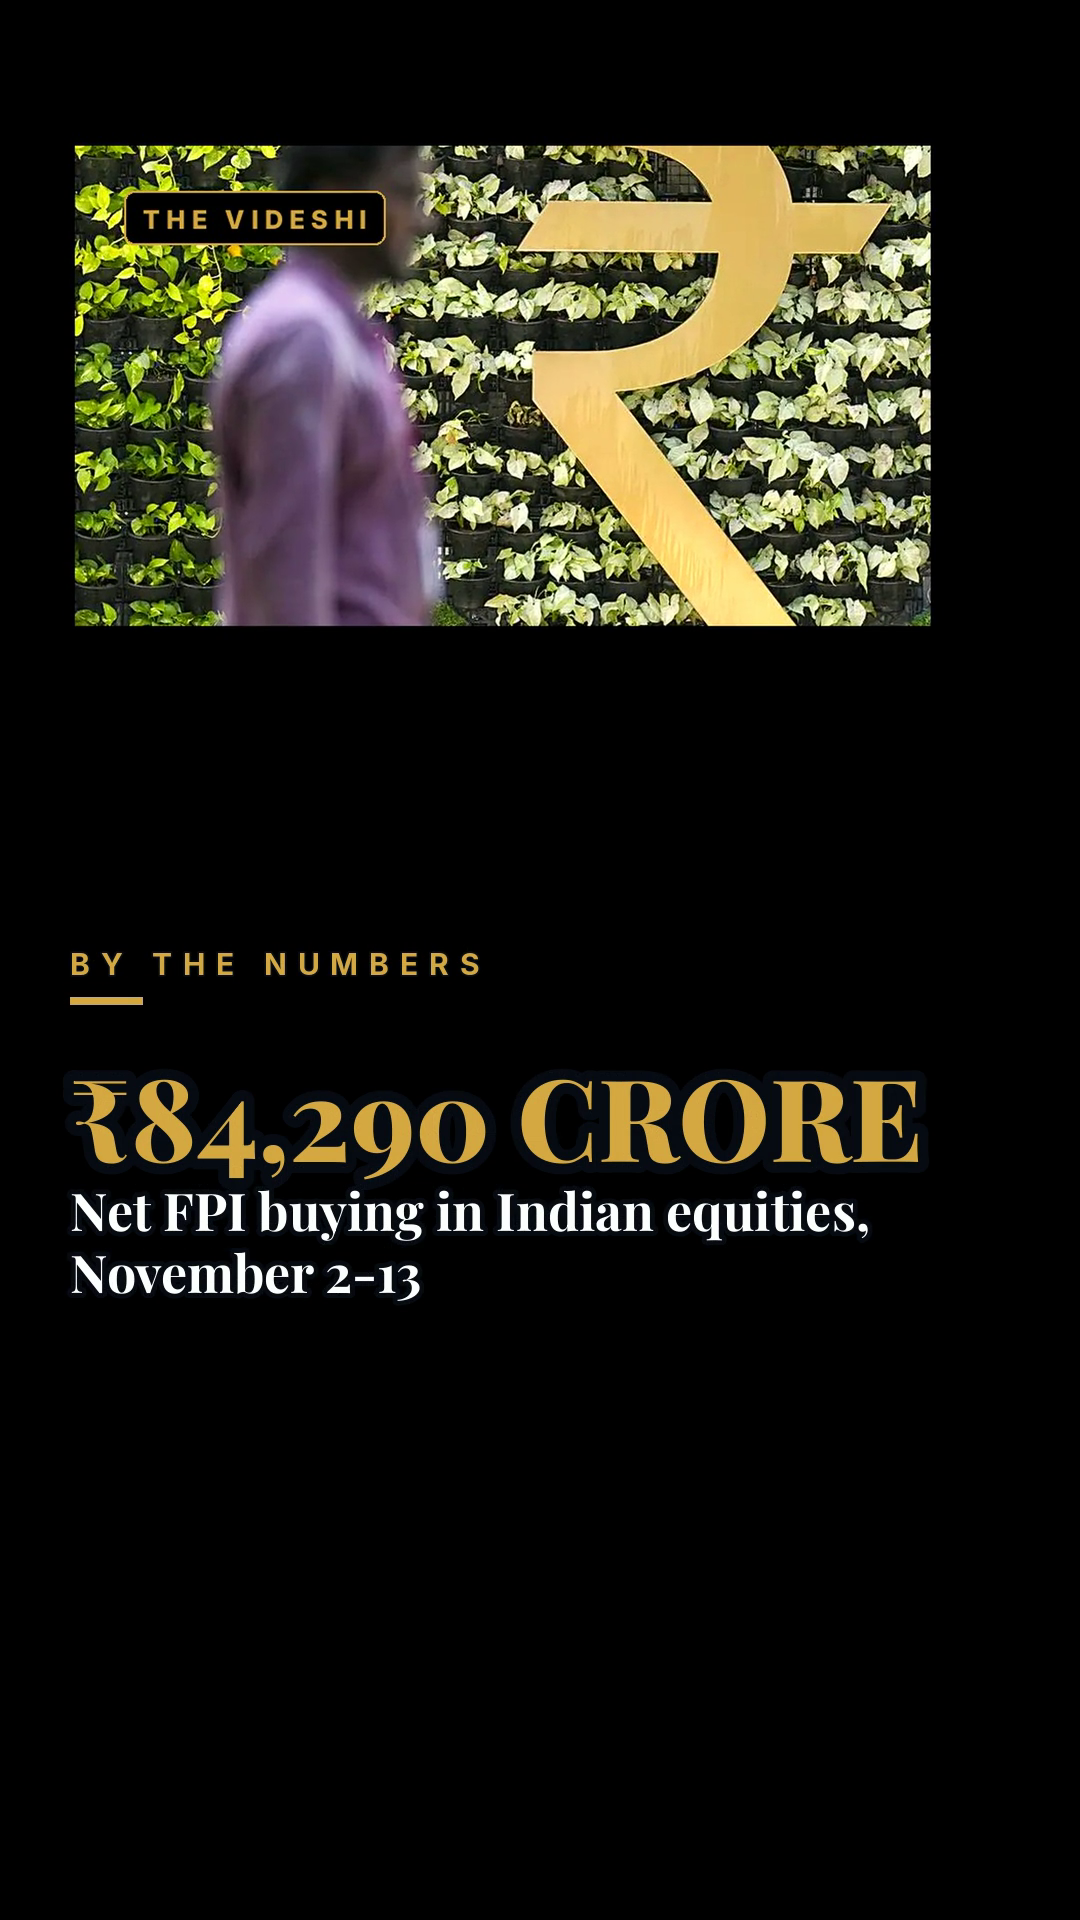 THE VIDESHI
BY THE NUMBERS
₹84,290 CRORE
Net FPI buying in Indian equities,
November 2-13